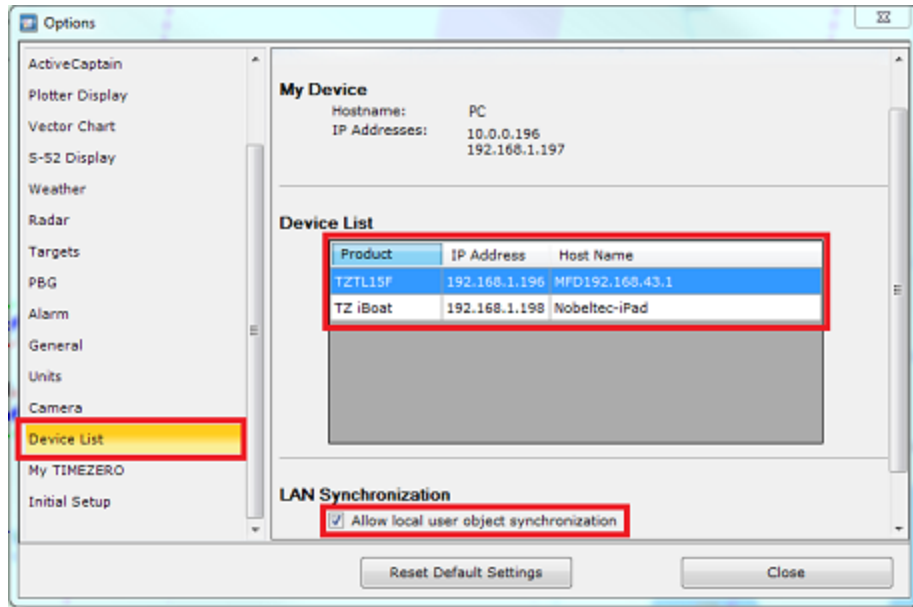 Options
ActiveCaptain
Plotter Display
Vector Chart
S-52 Display
Weather
Radar
Targets
PBG
Alarm
General
Units
Camera
Device List
My TIMEZERO
Initial Setup
My Device
Hostname: PC
IP Addresses: 10.0.0.196
192.168.1.197
Device List
Product IP Address Host Name
TZTL15F 192.168.1.196 MFD192.168.43.1
TZ iBoat 192.168.1.198 Nobeltec-iPad
LAN Synchronization
Allow local user object synchronization
Reset Default Settings Close